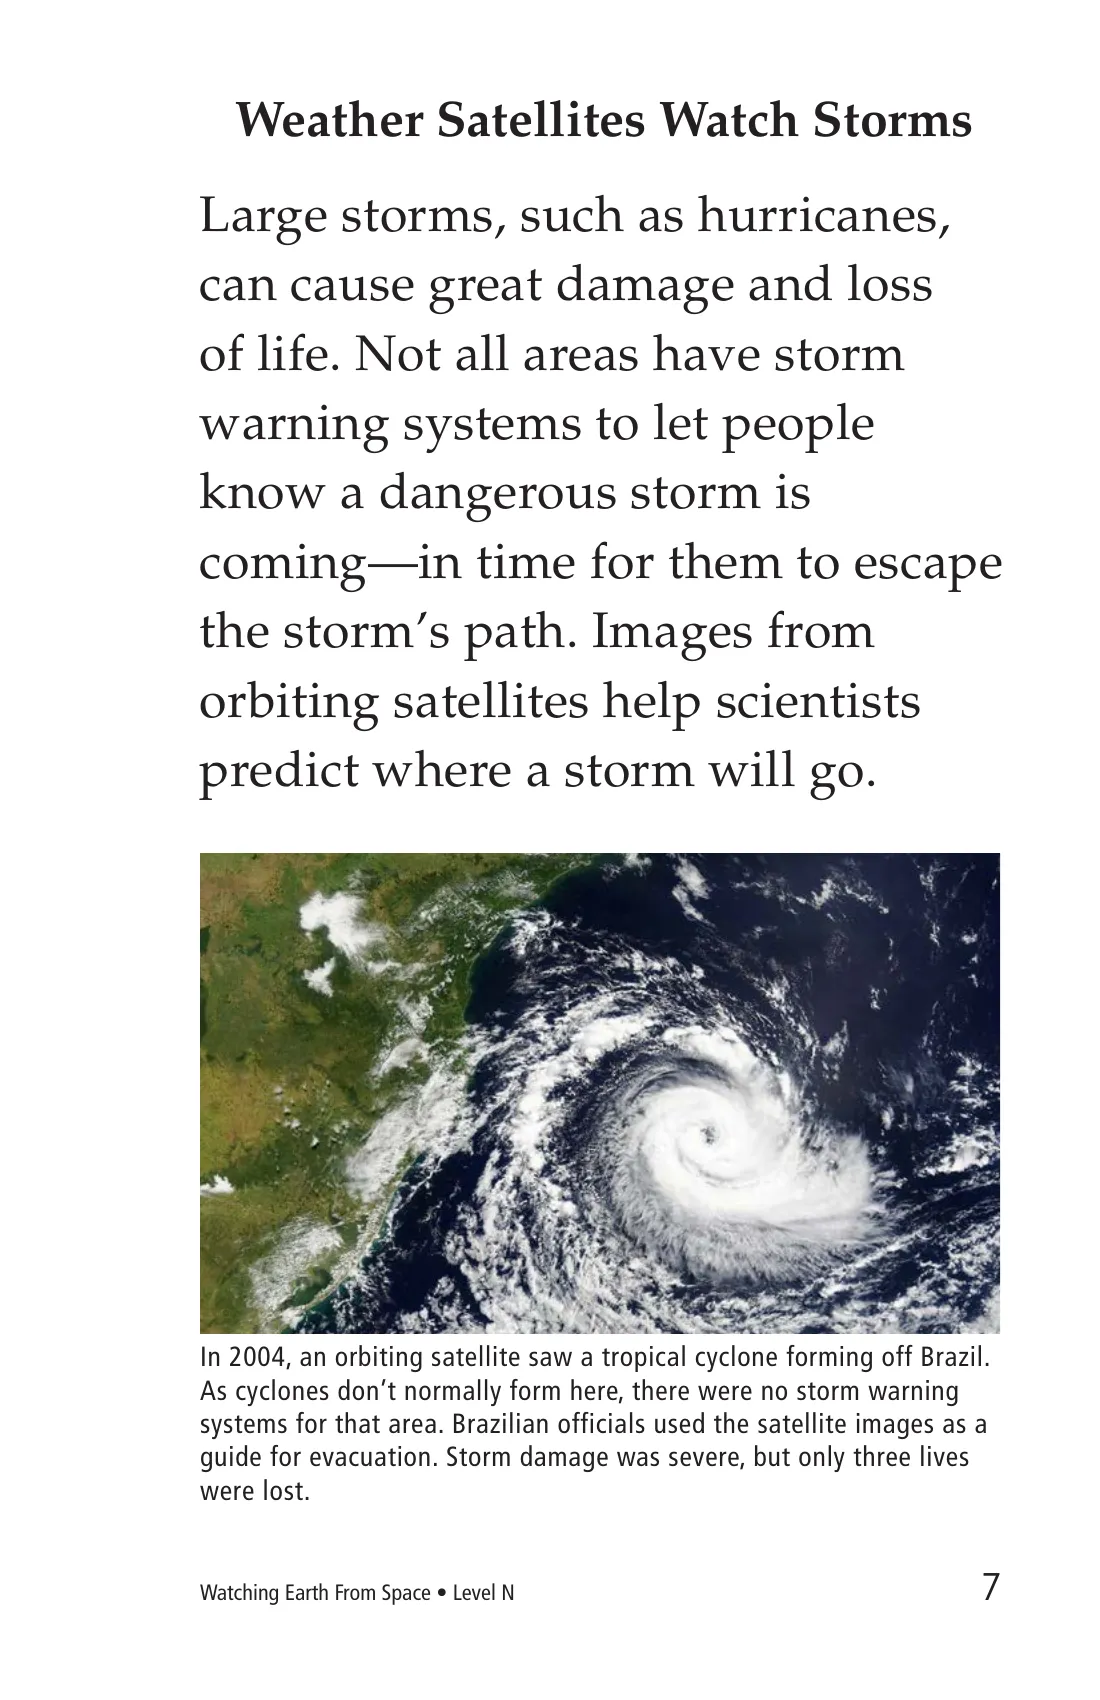 Weather Satellites Watch Storms
Large storms, such as hurricanes,
can cause great damage and loss
of life. Not all areas have storm
warning systems to let people
know a dangerous storm is
coming—in time for them to escape
the storm’s path. Images from
orbiting satellites help scientists
predict where a storm will go.
In 2004, an orbiting satellite saw a tropical cyclone forming off Brazil.
As cyclones don’t normally form here, there were no storm warning
systems for that area. Brazilian officials used the satellite images as a
guide for evacuation. Storm damage was severe, but only three lives
were lost.
Watching Earth From Space • Level N
7